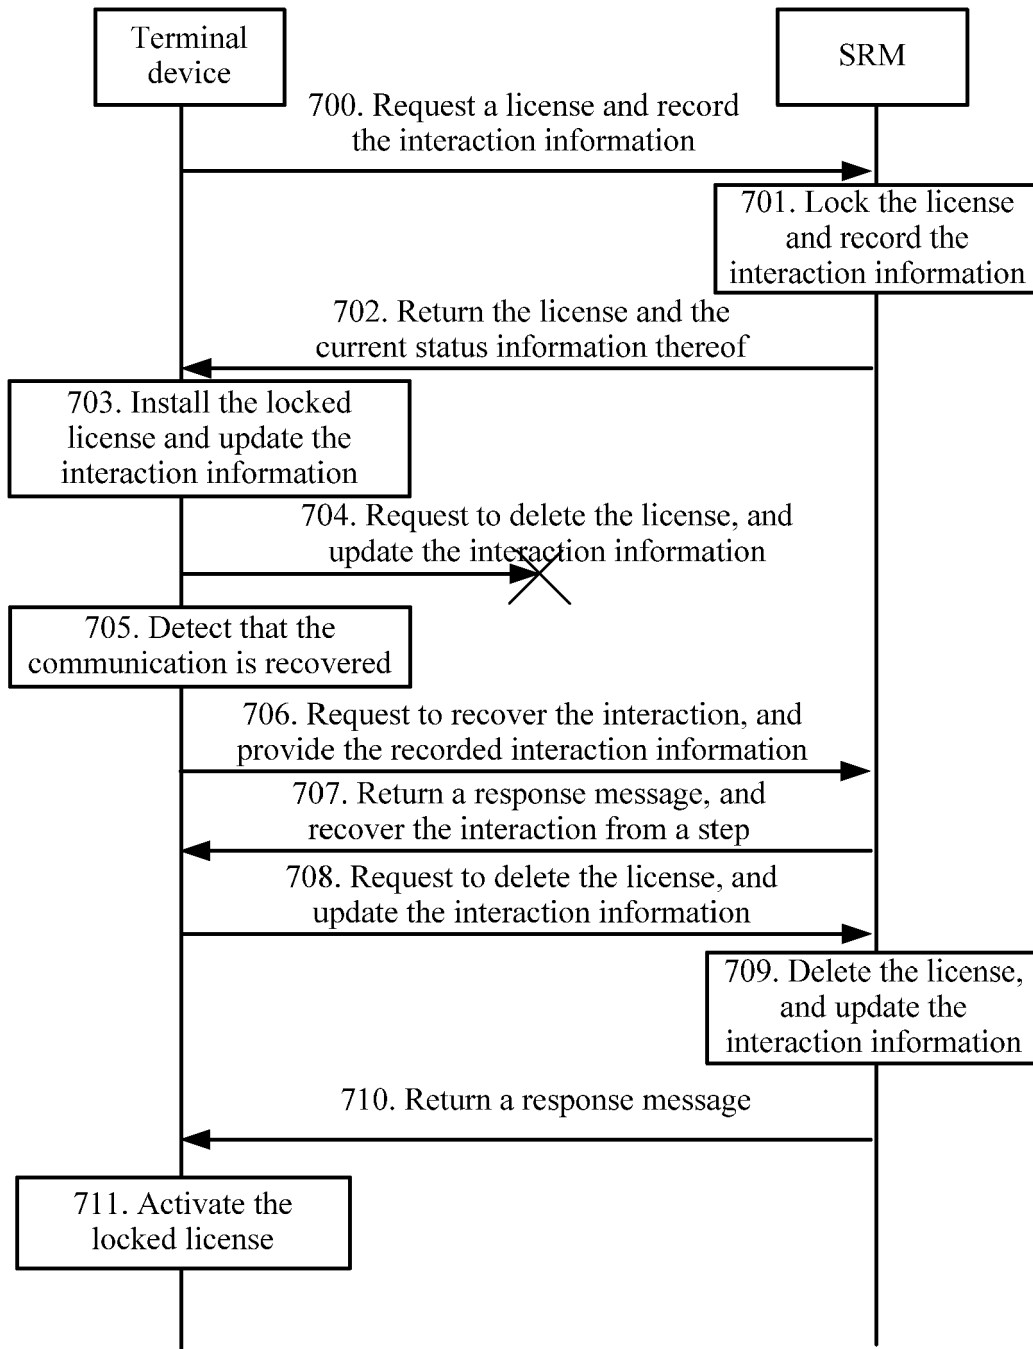 Terminal
device
SRM
700. Request a license and record
the interaction information
701. Lock the license
and record the
interaction information
702. Return the license and the
current status information thereof
703. Install the locked
license and update the
interaction information
704. Request to delete the license, and
update the interaction information
705. Detect that the
communication is recovered
706. Request to recover the interaction, and
provide the recorded interaction information
707. Return a response message, and
recover the interaction from a step
708. Request to delete the license, and
update the interaction information
709. Delete the license,
and update the
interaction information
710. Return a response message
711. Activate the
locked license